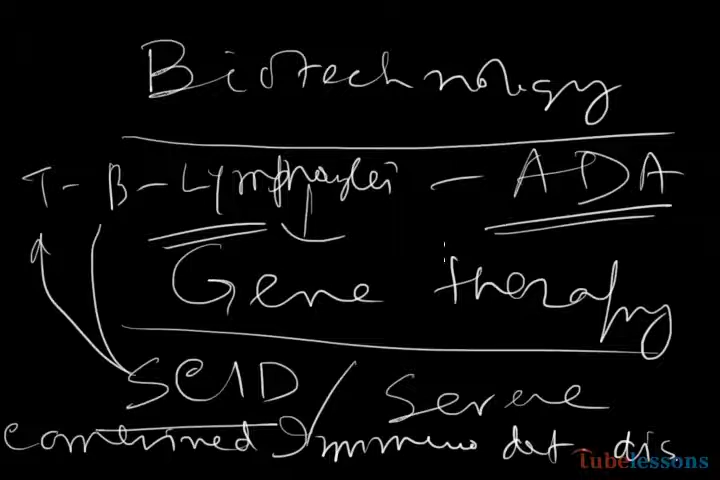 Biotechnology
T - B - Lymphocytes - ADA
Gene therapy
SCID / Severe
combined Immuno def dis
Tubelessons